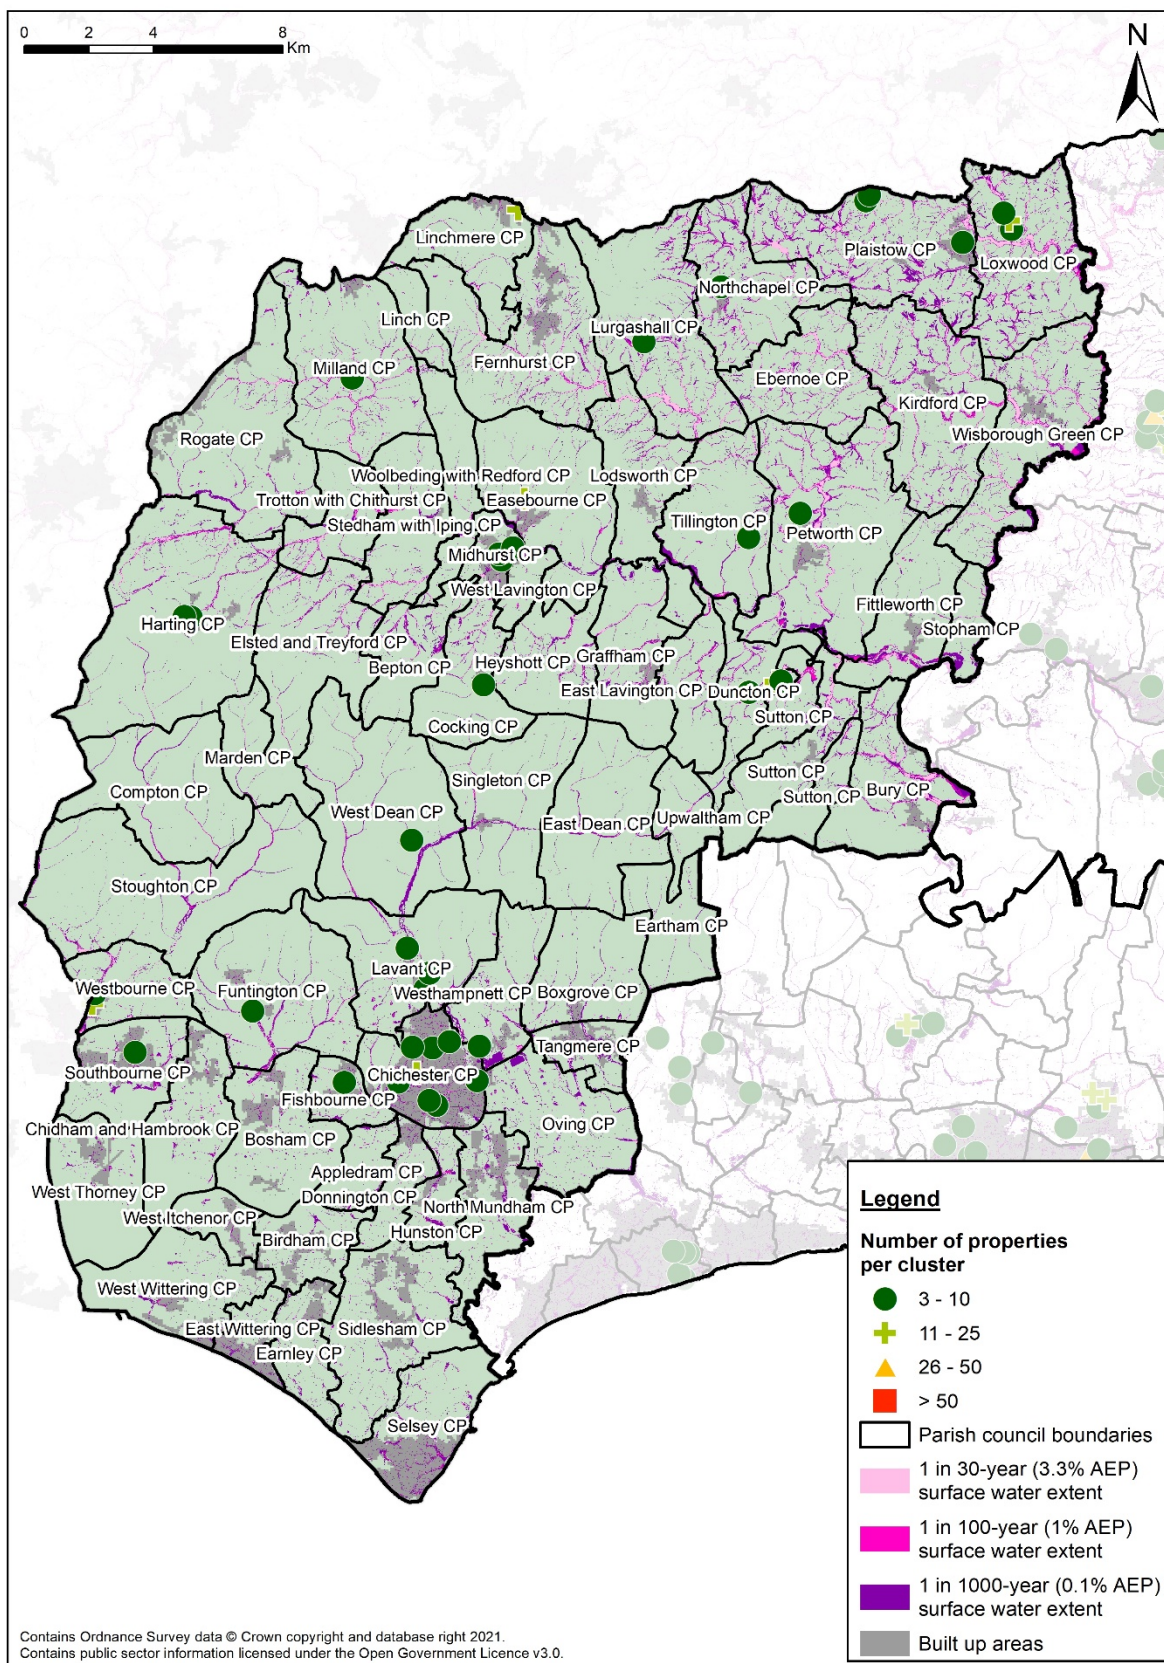 0 2 4 8
Km
N
Linchmere CP
Plaistow CP
Loxwood CP
Northchapel CP
Linch CP
Lurgashall CP
Milland CP
Fernhurst CP
Ebernoe CP
Kirdford CP
Rogate CP
Wisborough Green CP
Woolbeding with Redford CP
Lodsworth CP
Trotton with Chithurst CP
Easebourne CP
Stedham with Iping CP
Tillington CP
Petworth CP
Midhurst CP
West Lavington CP
Fittleworth CP
Harting CP
Stopham CP
Elsted and Treyford CP
Graffham CP
Bepton CP
Heyshott CP
East Lavington CP
Duncton CP
Sutton CP
Cocking CP
Marden CP
Singleton CP
Sutton CP
Compton CP
Sutton CP
Bury CP
West Dean CP
East Dean CP
Upwaltham CP
Stoughton CP
Eartham CP
Lavant CP
Westbourne CP
Funtington CP
Westhampnett CP
Boxgrove CP
Tangmere CP
Southbourne CP
Chichester CP
Fishbourne CP
Chidham and Hambrook CP
Bosham CP
Oving CP
Appledram CP
West Thorney CP
Donnington CP
North Mundham CP
West Itchenor CP
Birdham CP
Hunston CP
West Wittering CP
East Wittering CP
Sidlesham CP
Earnley CP
Selsey CP
Legend
Number of properties
per cluster
3 - 10
11 - 25
26 - 50
> 50
Parish council boundaries
1 in 30-year (3.3% AEP)
surface water extent
1 in 100-year (1% AEP)
surface water extent
1 in 1000-year (0.1% AEP)
surface water extent
Built up areas
Contains Ordnance Survey data © Crown copyright and database right 2021.
Contains public sector information licensed under the Open Government Licence v3.0.